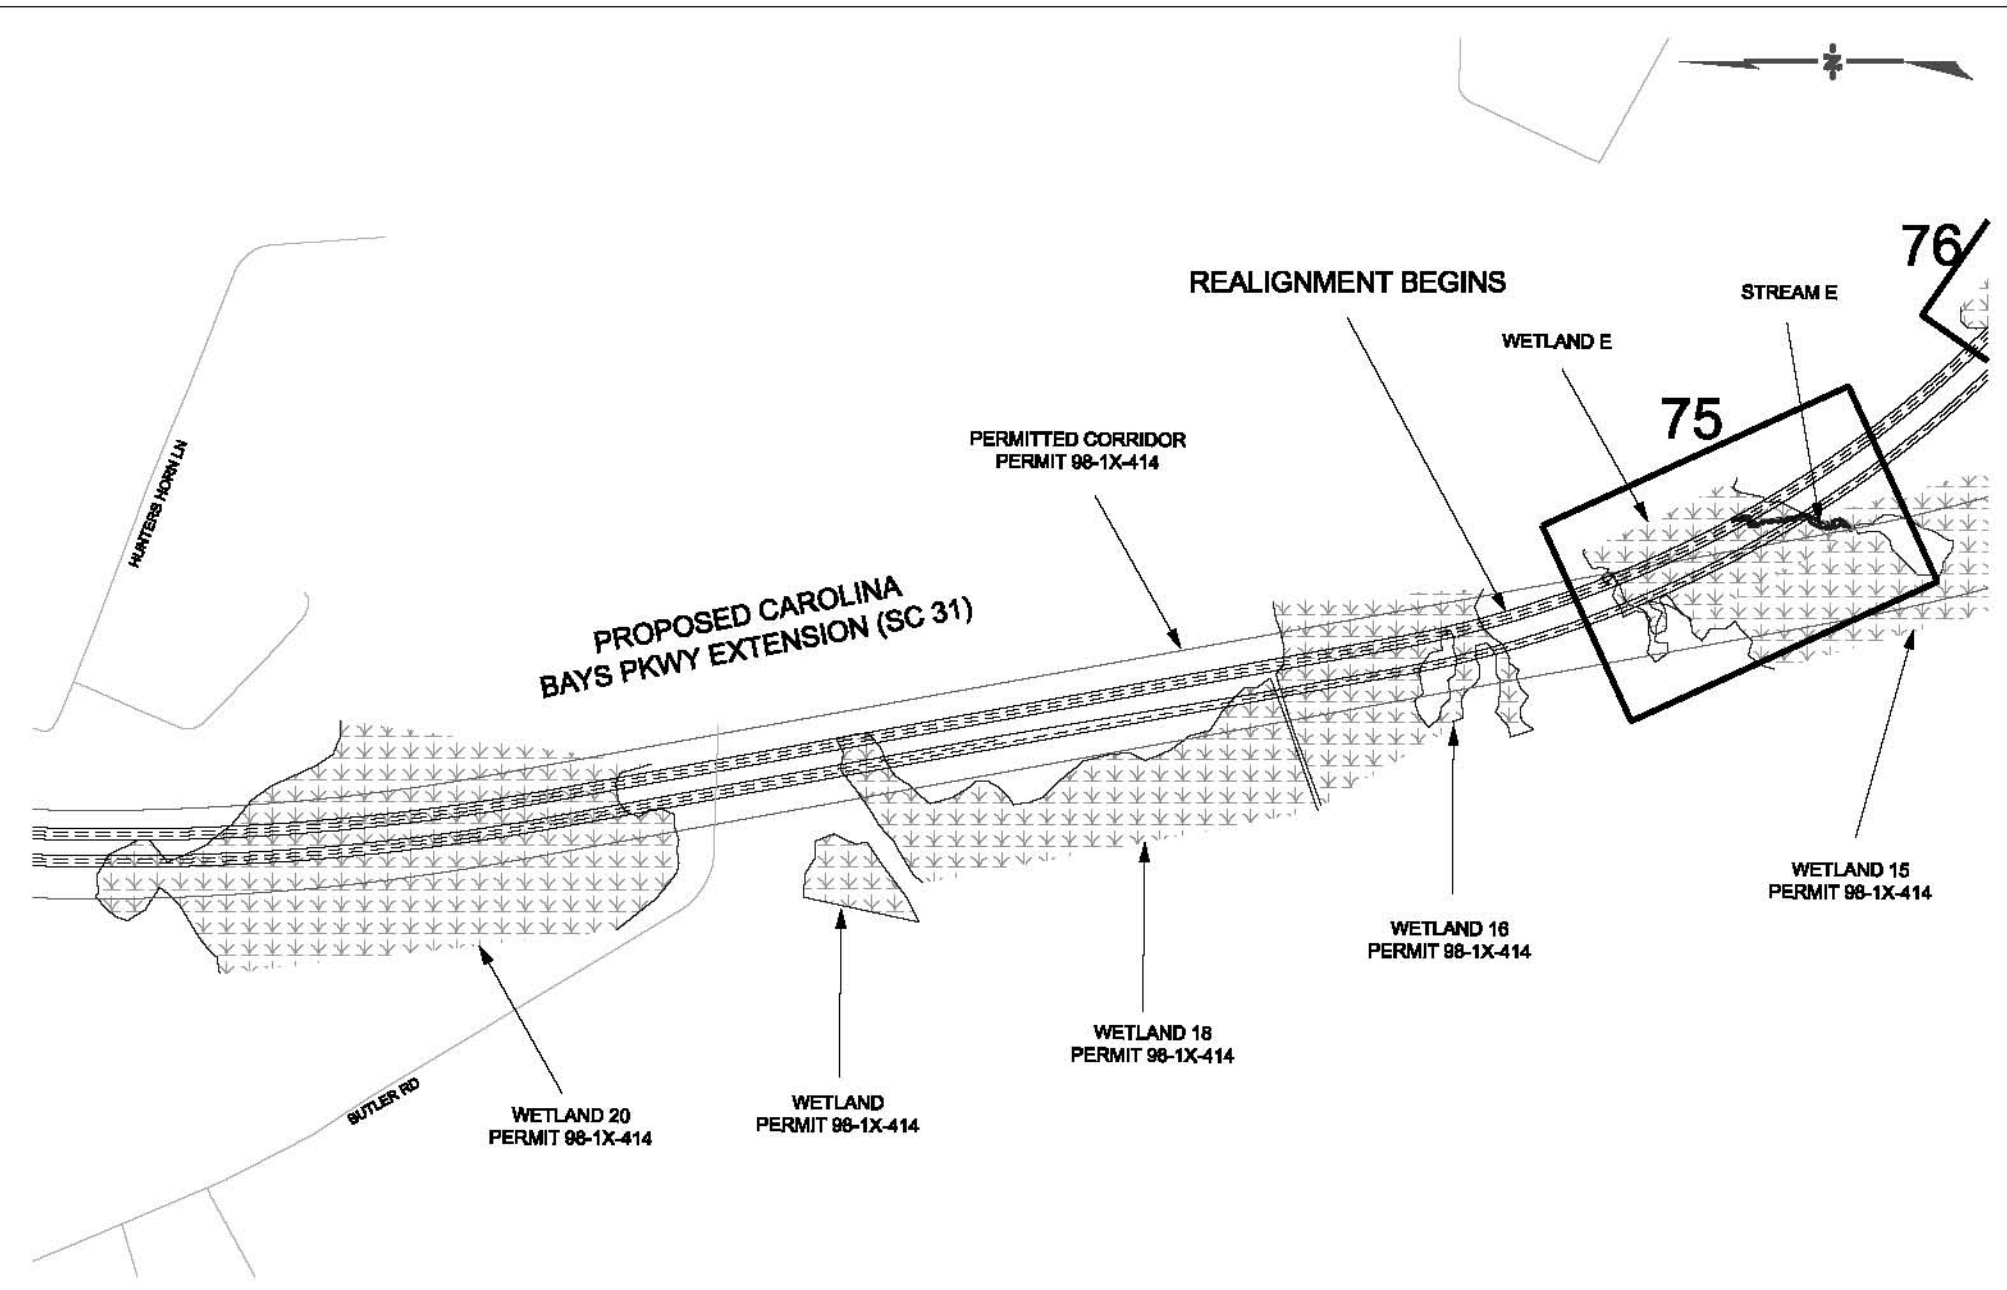 N
76
REALIGNMENT BEGINS
STREAM E
WETLAND E
75
PERMITTED CORRIDOR
PERMIT 98-1X-414
HUNTERS HORN LN
PROPOSED CAROLINA
BAYS PKWY EXTENSION (SC 31)
WETLAND 15
PERMIT 98-1X-414
WETLAND 16
PERMIT 98-1X-414
WETLAND 18
PERMIT 98-1X-414
WETLAND
PERMIT 98-1X-414
WETLAND 20
PERMIT 98-1X-414
BUTLER RD